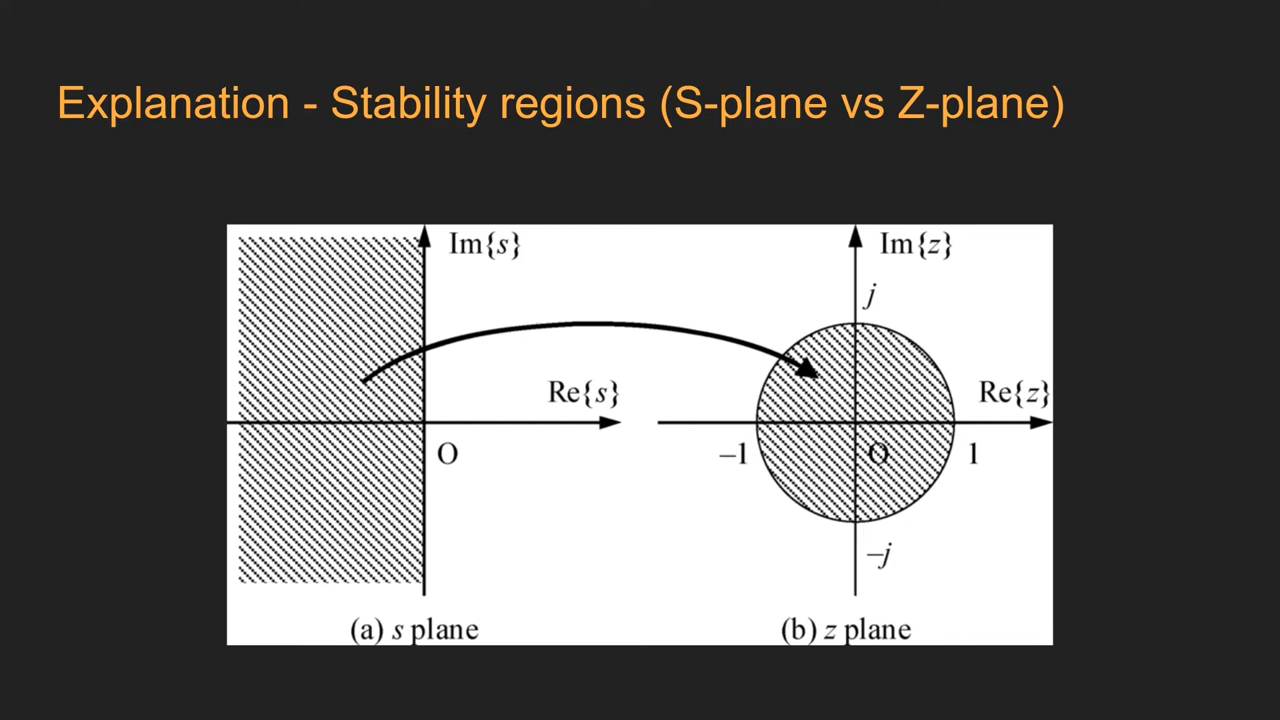 Explanation - Stability regions (S-plane vs Z-plane)
Im{s}
Im{z}
j
Re{s}
Re{z}
O
–1
O
1
–j
(a) s plane
(b) z plane